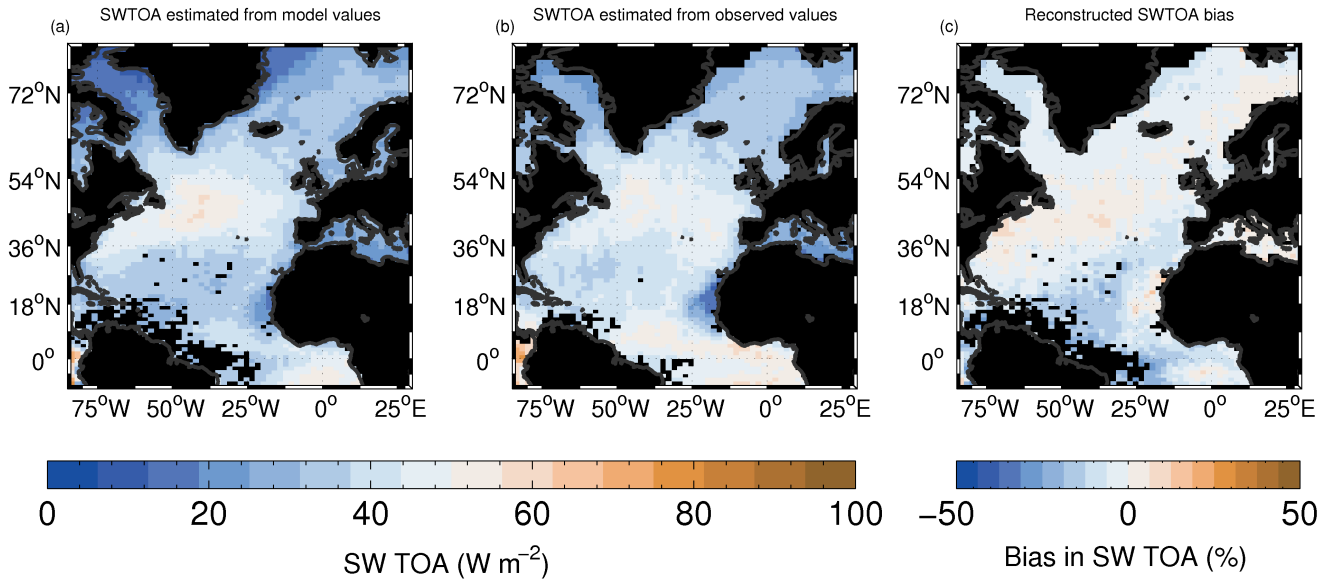 SWTOA estimated from model values
SWTOA estimated from observed values
Reconstructed SWTOA bias
(a)
(b)
(c)
72°N
54°N
36°N
18°N
0°
75°W 50°W 25°W 0° 25°E
72°N
54°N
36°N
18°N
0°
75°W 50°W 25°W 0° 25°E
72°N
54°N
36°N
18°N
0°
75°W 50°W 25°W 0° 25°E
0 20 40 60 80 100
SW TOA (W m⁻²)
−50 0 50
Bias in SW TOA (%)